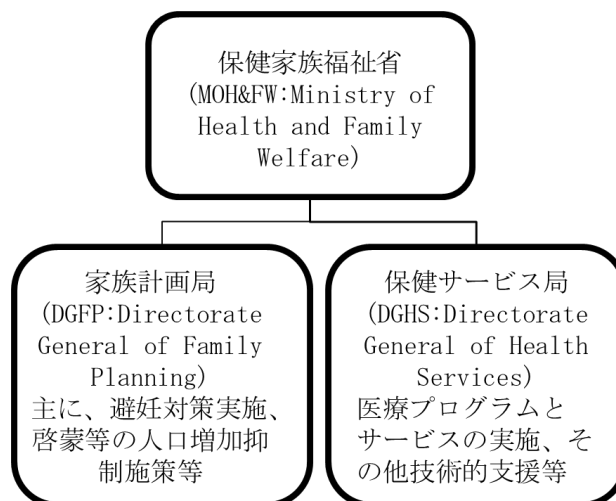 保健家族福祉省
(MOH&FW:Ministry of
Health and Family
Welfare)
家族計画局
(DGFP:Directorate
General of Family
Planning)
主に、避妊対策実施、
啓蒙等の人口増加抑
制施策等
保健サービス局
(DGHS:Directorate
General of Health
Services)
医療プログラムと
サービスの実施、そ
の他技術的支援等